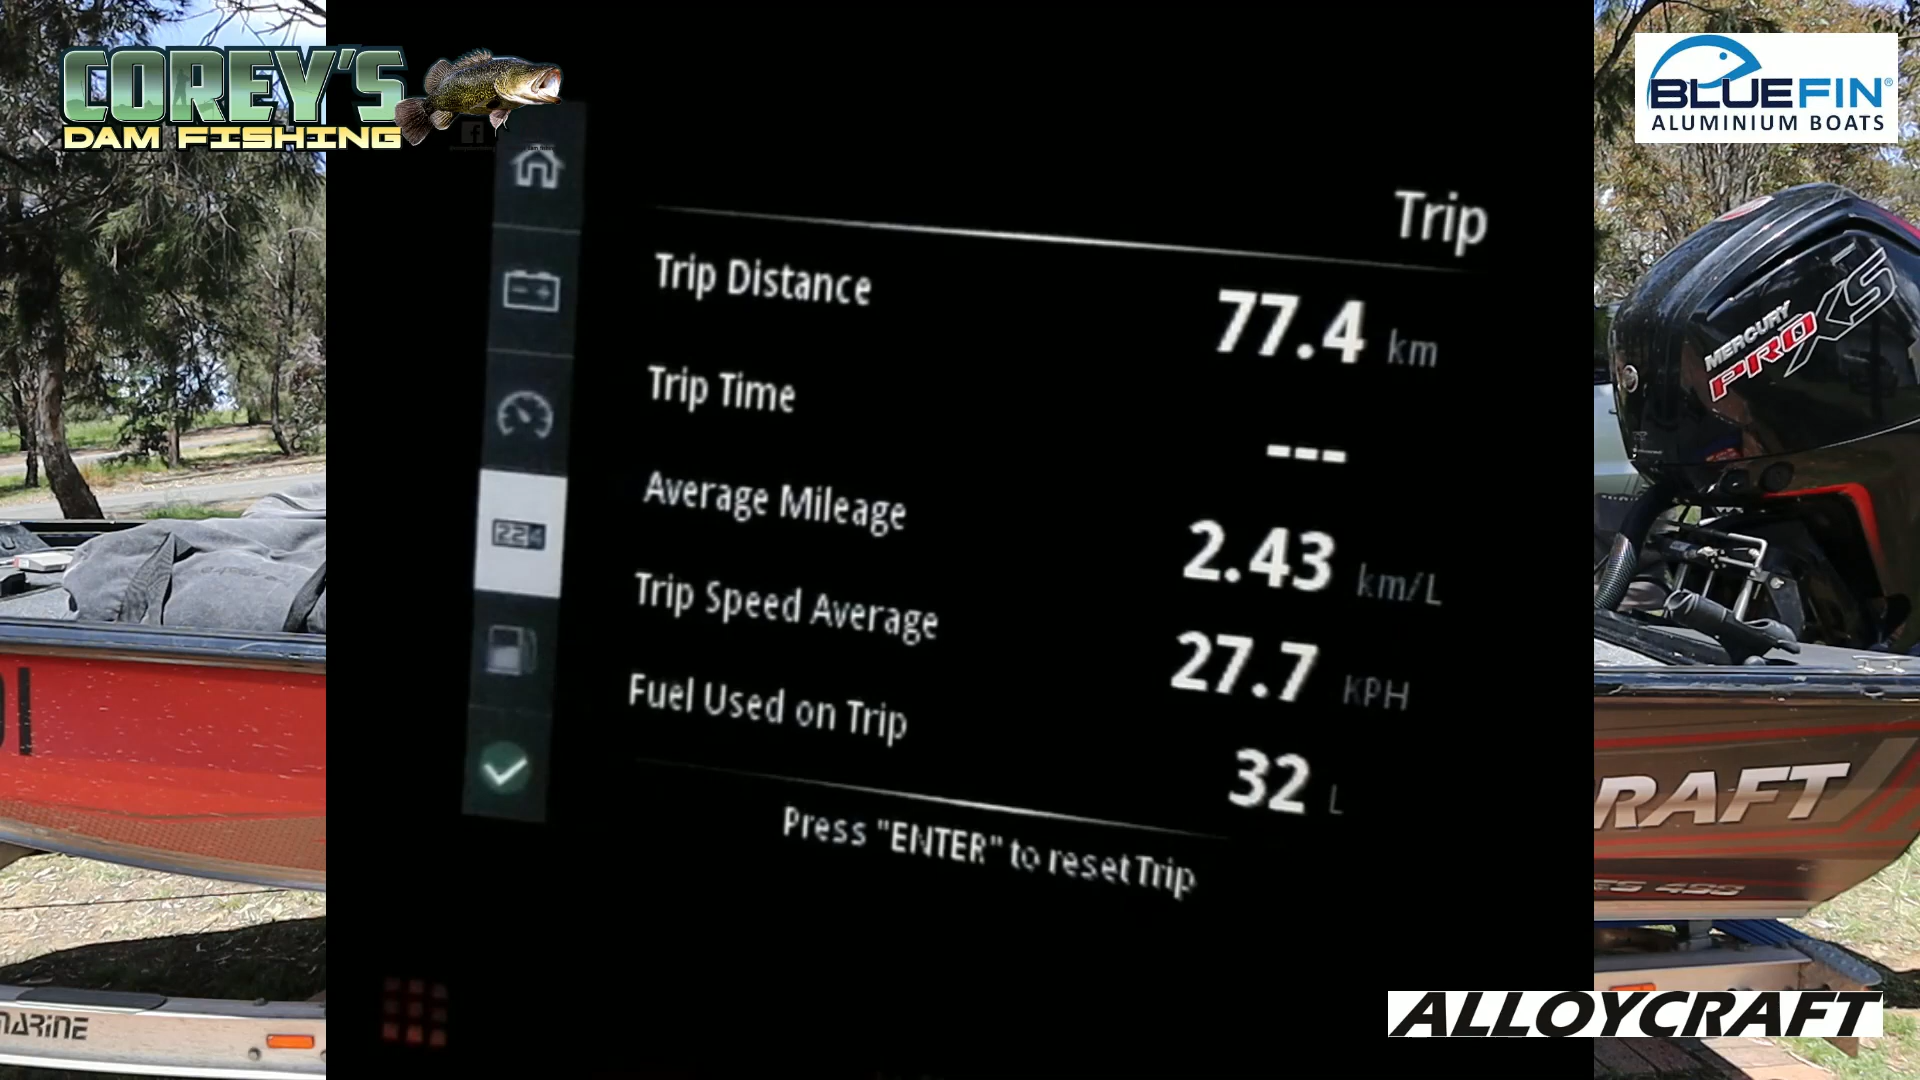 COREY'S
DAM FISHING
BLUEFIN®
ALUMINIUM BOATS
Trip
Trip Distance
77.4 km
Trip Time
---
Average Mileage
2.43 km/L
Trip Speed Average
27.7 KPH
Fuel Used on Trip
32 L
Press "ENTER" to reset Trip
MERCURY
PRO XS
RAFT
490
MARINE
ALLOYCRAFT